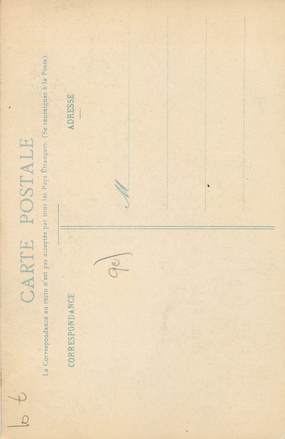 CARTE POSTALE
La Correspondance au recto n'est pas acceptée par tous les Pays Étrangers. (Se renseigner à la Poste)
CORRESPONDANCE
ADRESSE
M